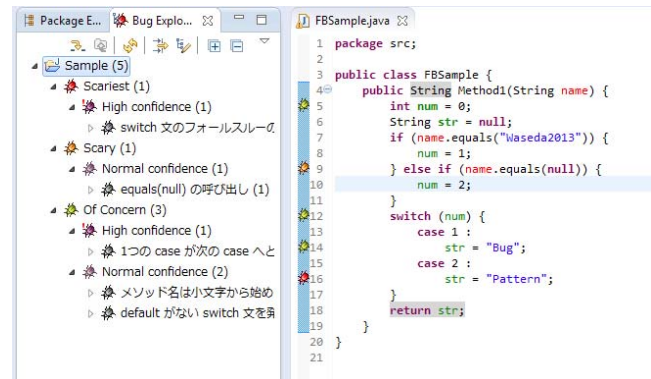 Package E...
Bug Explo...
Sample (5)
Scariest (1)
High confidence (1)
switch 文のフォールスルーの
Scary (1)
Normal confidence (1)
equals(null) の呼び出し (1)
Of Concern (3)
High confidence (1)
1つの case が次の case へと
Normal confidence (2)
メソッド名は小文字から始め
default がない switch 文を
FBSample.java
1 package src;
2
3 public class FBSample {
4 public String Method1(String name) {
5 int num = 0;
6 String str = null;
7 if (name.equals("Waseda2013")) {
8 num = 1;
9 } else if (name.equals(null)) {
10 num = 2;
11 }
12 switch (num) {
13 case 1 :
14 str = "Bug";
15 case 2 :
16 str = "Pattern";
17 }
18 return str;
19 }
20 }
21